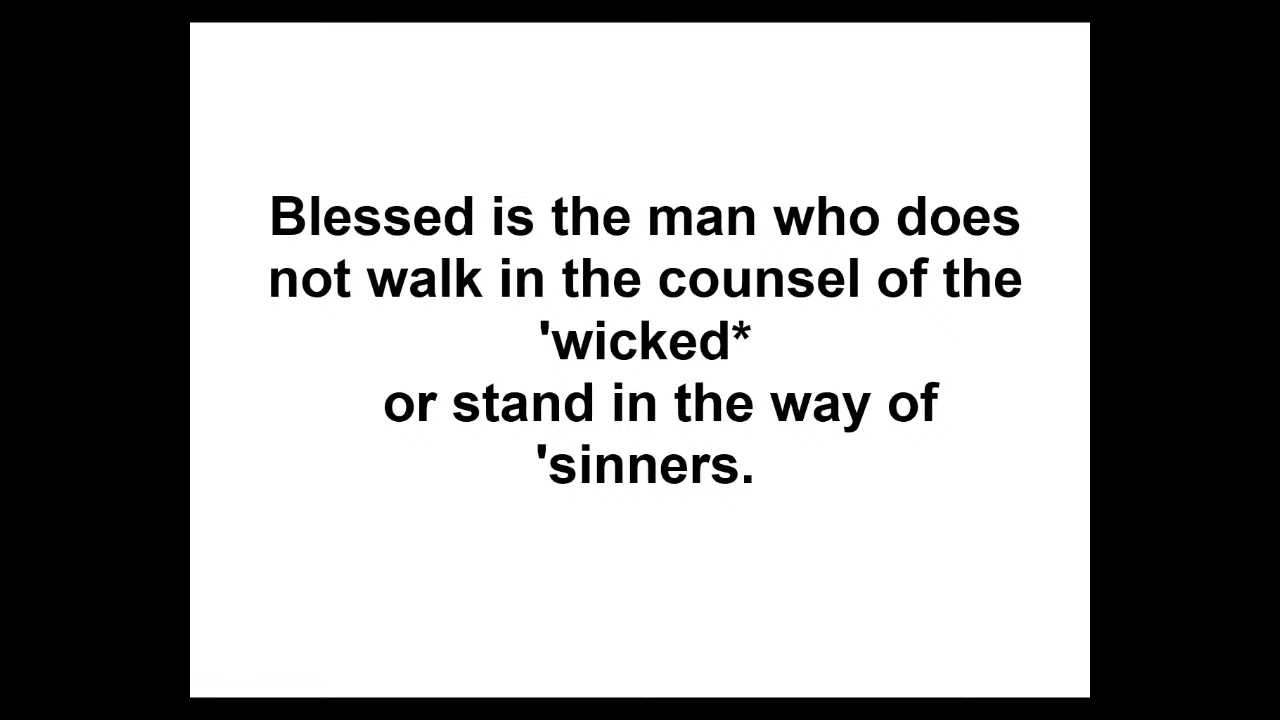 Blessed is the man who does
not walk in the counsel of the
'wicked*
or stand in the way of
'sinners.